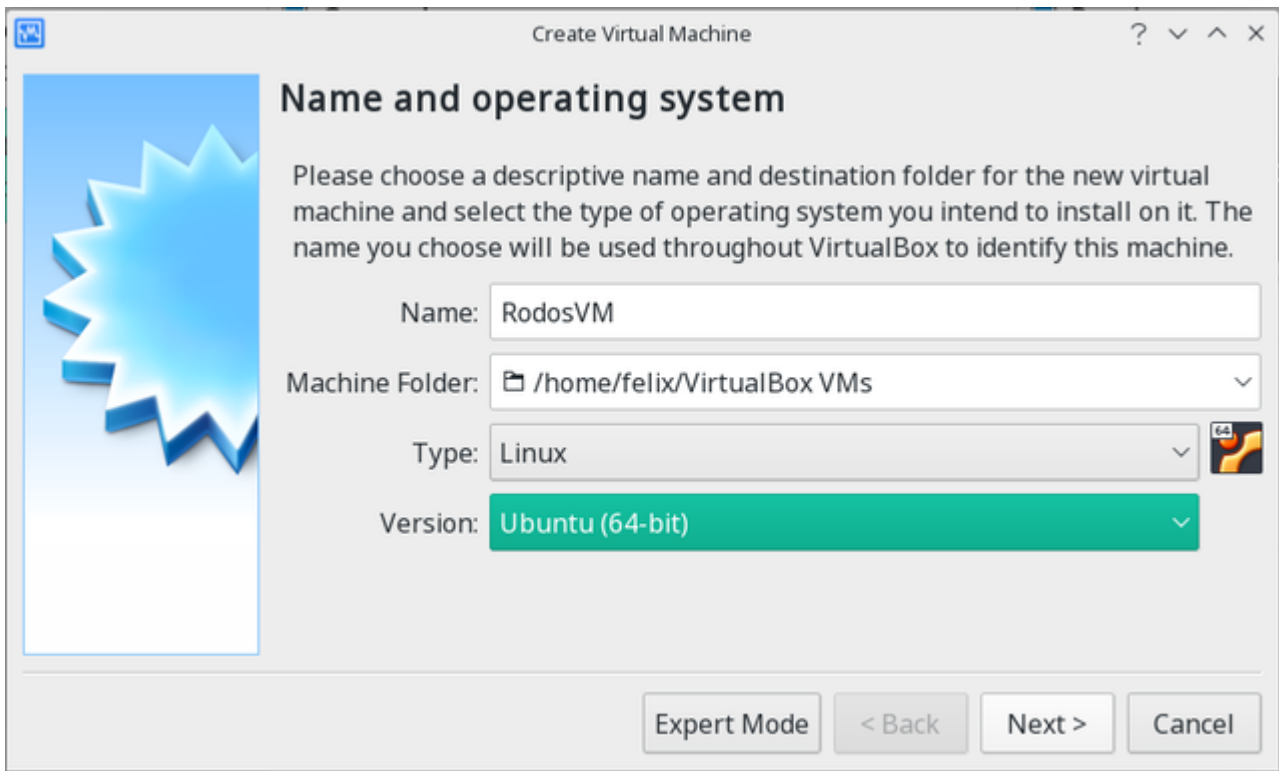 Create Virtual Machine
Name and operating system
Please choose a descriptive name and destination folder for the new virtual
machine and select the type of operating system you intend to install on it. The
name you choose will be used throughout VirtualBox to identify this machine.
Name: RodosVM
Machine Folder: /home/felix/VirtualBox VMs
64
Type: Linux
Version: Ubuntu (64-bit)
Expert Mode < Back Next > Cancel